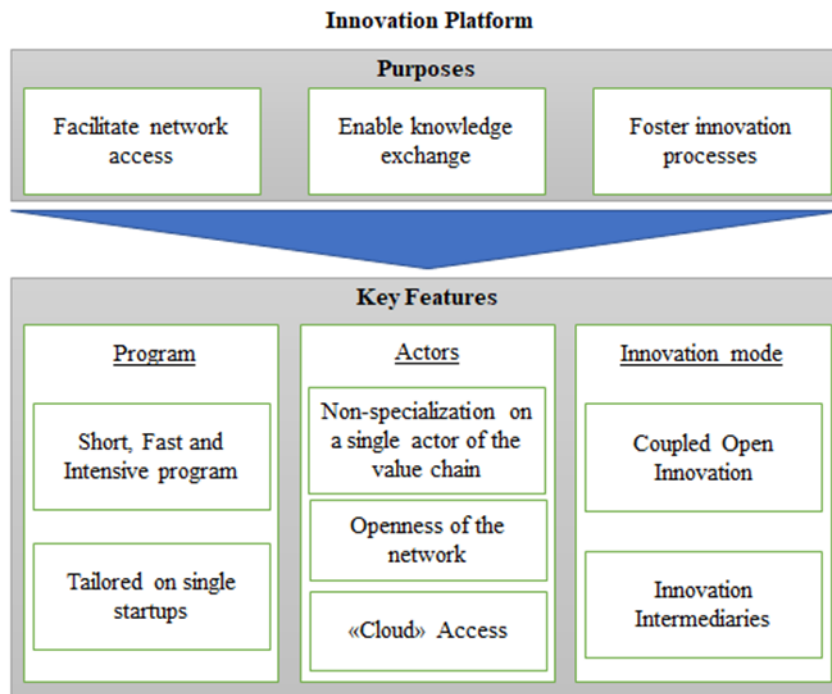 Innovation Platform
Purposes
Facilitate network
access
Enable knowledge
exchange
Foster innovation
processes
Key Features
Program
Short, Fast and
Intensive program
Tailored on single
startups
Actors
Non-specialization on
a single actor of the
value chain
Openness of the
network
«Cloud» Access
Innovation mode
Coupled Open
Innovation
Innovation
Intermediaries